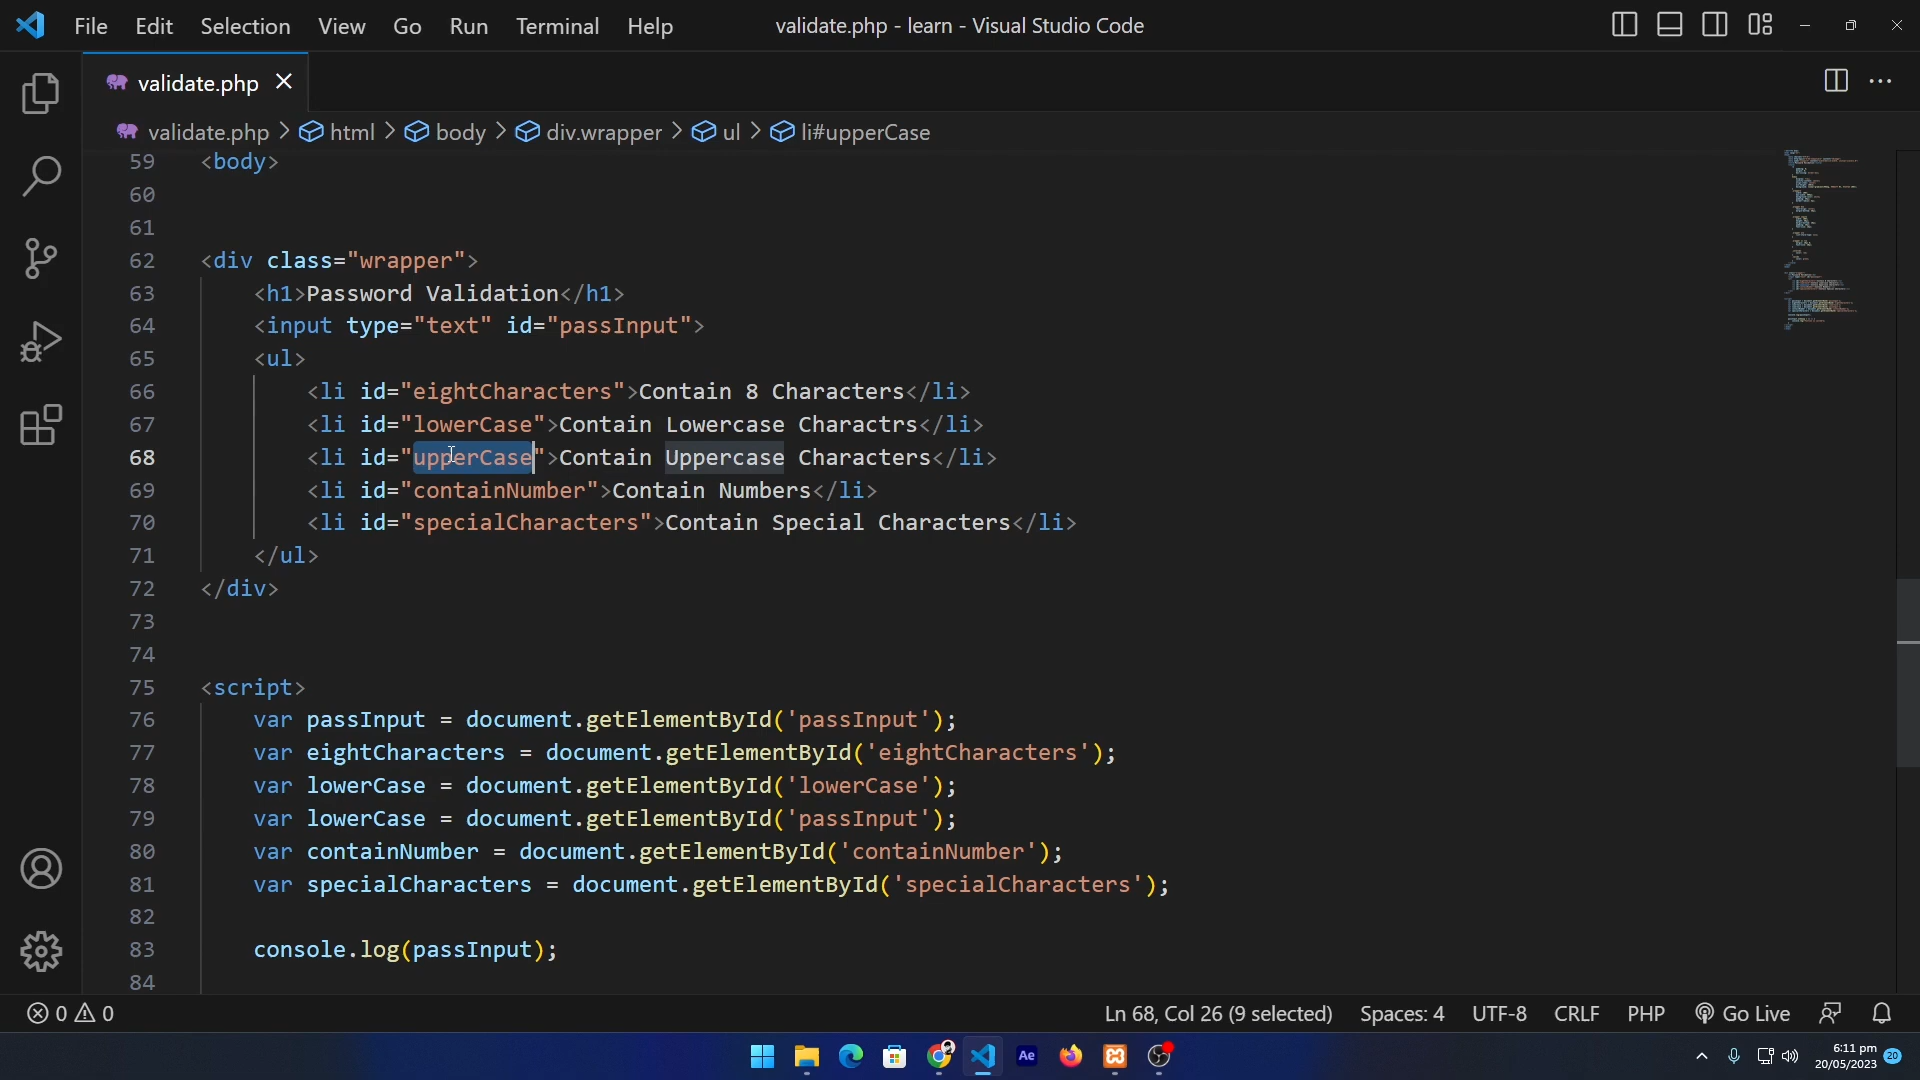 File Edit Selection View Go Run Terminal Help validate.php - learn - Visual Studio Code
validate.php
validate.php > html > body > div.wrapper > ul > li#upperCase
59 <body>
60
61
62 <div class="wrapper">
63 <h1>Password Validation</h1>
64 <input type="text" id="passInput">
65 <ul>
66 <li id="eightCharacters">Contain 8 Characters</li>
67 <li id="lowerCase">Contain Lowercase Charactrs</li>
68 <li id="upperCase">Contain Uppercase Characters</li>
69 <li id="containNumber">Contain Numbers</li>
70 <li id="specialCharacters">Contain Special Characters</li>
71 </ul>
72 </div>
73
74
75 <script>
76 var passInput = document.getElementById('passInput');
77 var eightCharacters = document.getElementById('eightCharacters');
78 var lowerCase = document.getElementById('lowerCase');
79 var lowerCase = document.getElementById('passInput');
80 var containNumber = document.getElementById('containNumber');
81 var specialCharacters = document.getElementById('specialCharacters');
82
83 console.log(passInput);
84
0 0 Ln 68, Col 26 (9 selected) Spaces: 4 UTF-8 CRLF PHP Go Live
Ae
6:11 pm
20/05/2023
20